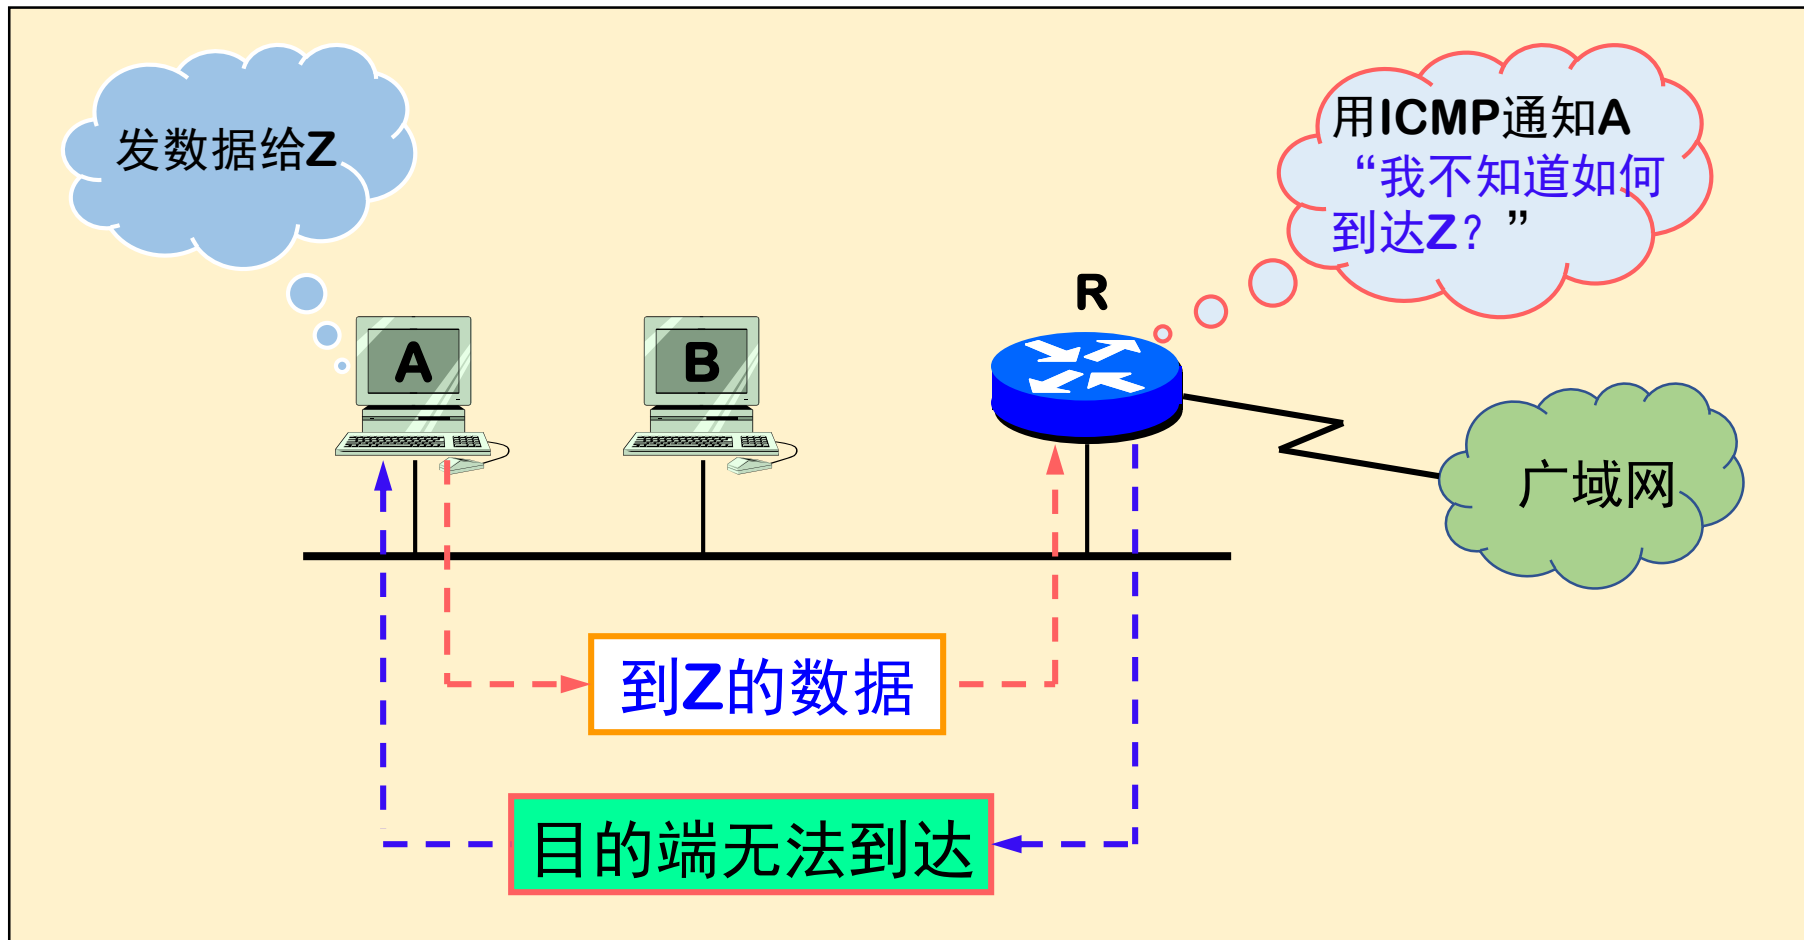 发数据给Z
用ICMP通知A
“我不知道如何
到达Z？”
R
A
B
广域网
到Z的数据
目的端无法到达